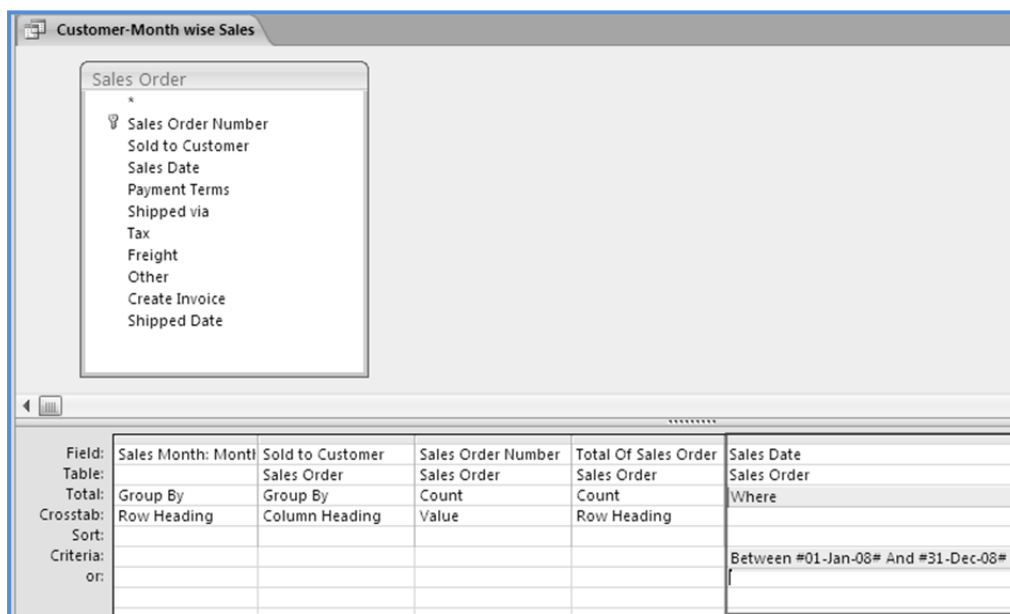 Customer-Month wise Sales
Sales Order
*
Sales Order Number
Sold to Customer
Sales Date
Payment Terms
Shipped via
Tax
Freight
Other
Create Invoice
Shipped Date
Field: Sales Month: Montl Sold to Customer Sales Order Number Total Of Sales Order Sales Date
Table: Sales Order Sales Order Sales Order Sales Order
Total: Group By Group By Count Count Where
Crosstab: Row Heading Column Heading Value Row Heading
Sort:
Criteria: Between #01-Jan-08# And #31-Dec-08#
or: